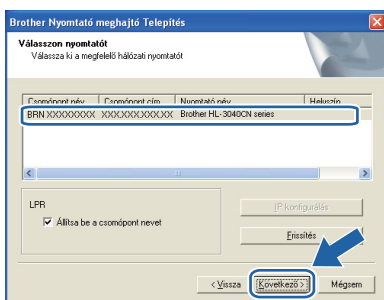 Brother Nyomtató meghajtó Telepítés
Válasszon nyomtatót
Válassza ki a megfelelő hálózati nyomtatót
Csomópont név Csomópont cím Nyomtató név Helyszín
BRN XXXXXXXX XXX.XXX.XXX.XX Brother HL-3040CN series
LPR
Állítsa be a csomópont nevet
IP konfigurálás
Frissítés
< Vissza Következő > Mégsem